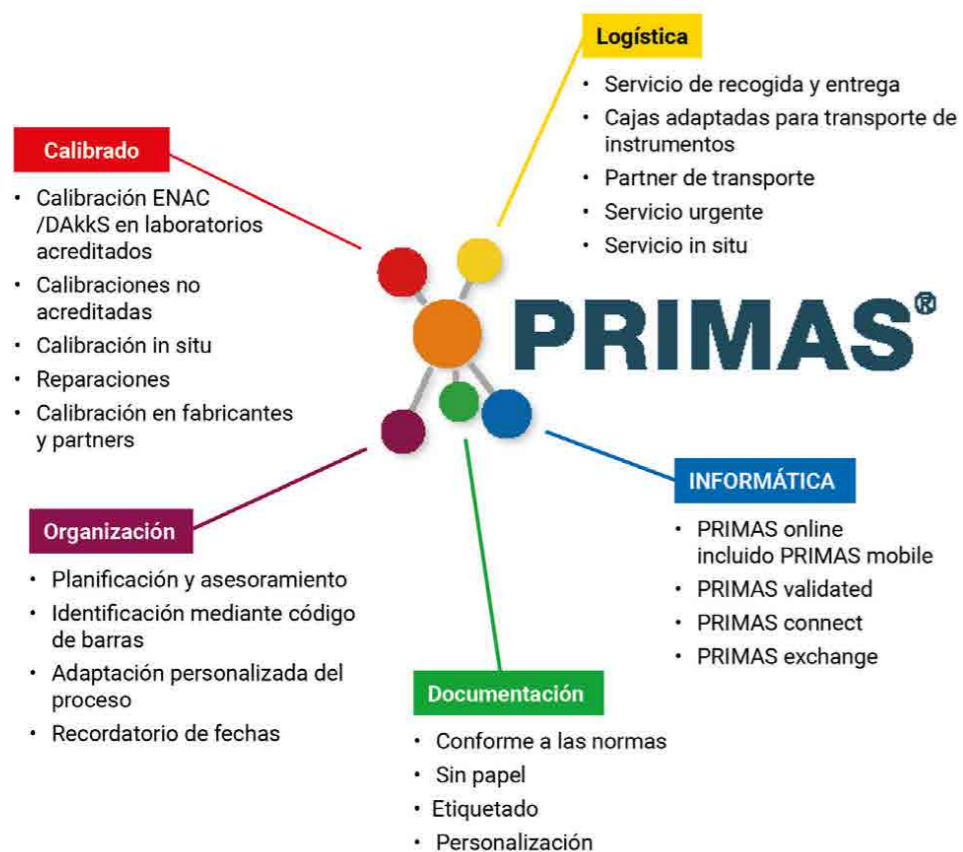 Logística
• Servicio de recogida y entrega
• Cajas adaptadas para transporte de
instrumentos
• Partner de transporte
• Servicio urgente
• Servicio in situ
Calibrado
• Calibración ENAC
/DAkkS en laboratorios
acreditados
• Calibraciones no
acreditadas
• Calibración in situ
• Reparaciones
• Calibración en fabricantes
y partners
PRIMAS®
INFORMÁTICA
• PRIMAS online
incluido PRIMAS mobile
• PRIMAS validated
• PRIMAS connect
• PRIMAS exchange
Organización
• Planificación y asesoramiento
• Identificación mediante código
de barras
• Adaptación personalizada del
proceso
• Recordatorio de fechas
Documentación
• Conforme a las normas
• Sin papel
• Etiquetado
• Personalización